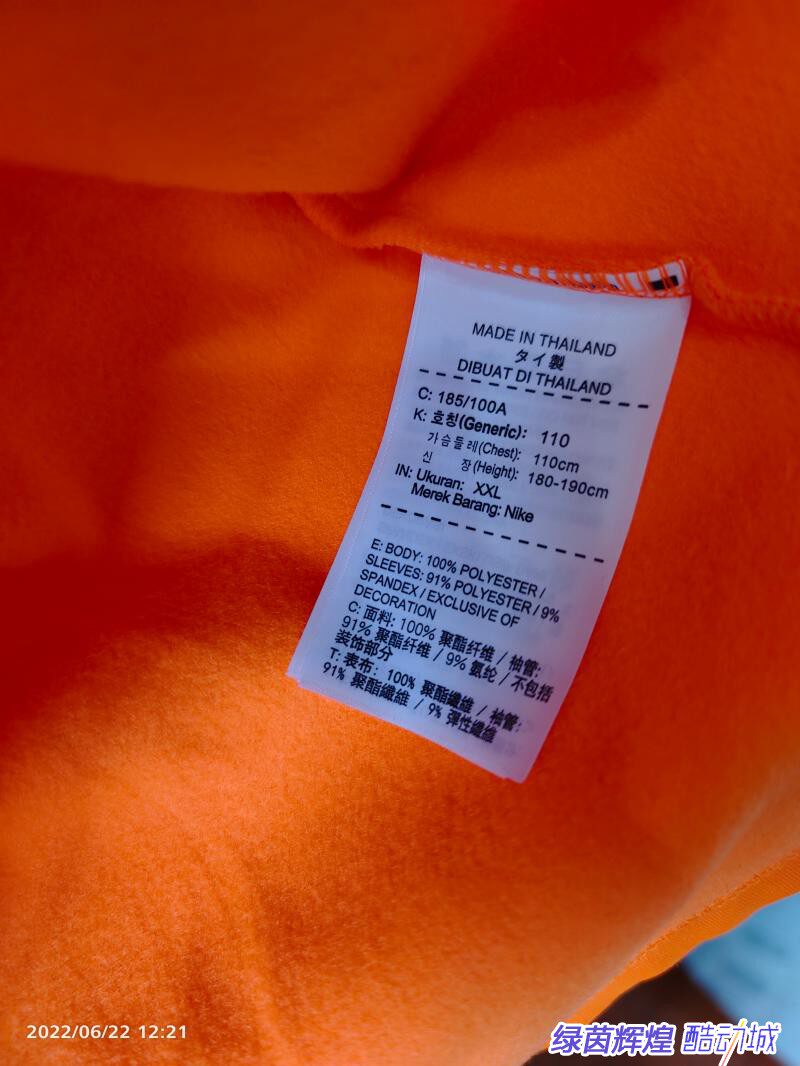 MADE IN THAILAND
タイ製
DIBUAT DI THAILAND
C: 185/100A
K: 호칭(Generic): 110
가슴둘레(Chest): 110cm
신 장(Height): 180-190cm
IN: Ukuran: XXL
Merek Barang: Nike
E: BODY: 100% POLYESTER /
SLEEVES: 91% POLYESTER / 9%
SPANDEX / EXCLUSIVE OF
DECORATION
C: 面料: 100% 聚酯纤维 / 袖管:
91% 聚酯纤维 / 9% 氨纶 / 不包括
装饰部分
T: 表布: 100% 聚酯纖維 / 袖管:
91% 聚酯纖維 / 9% 彈性纖維
2022/06/22 12:21
绿茵辉煌 酷动城